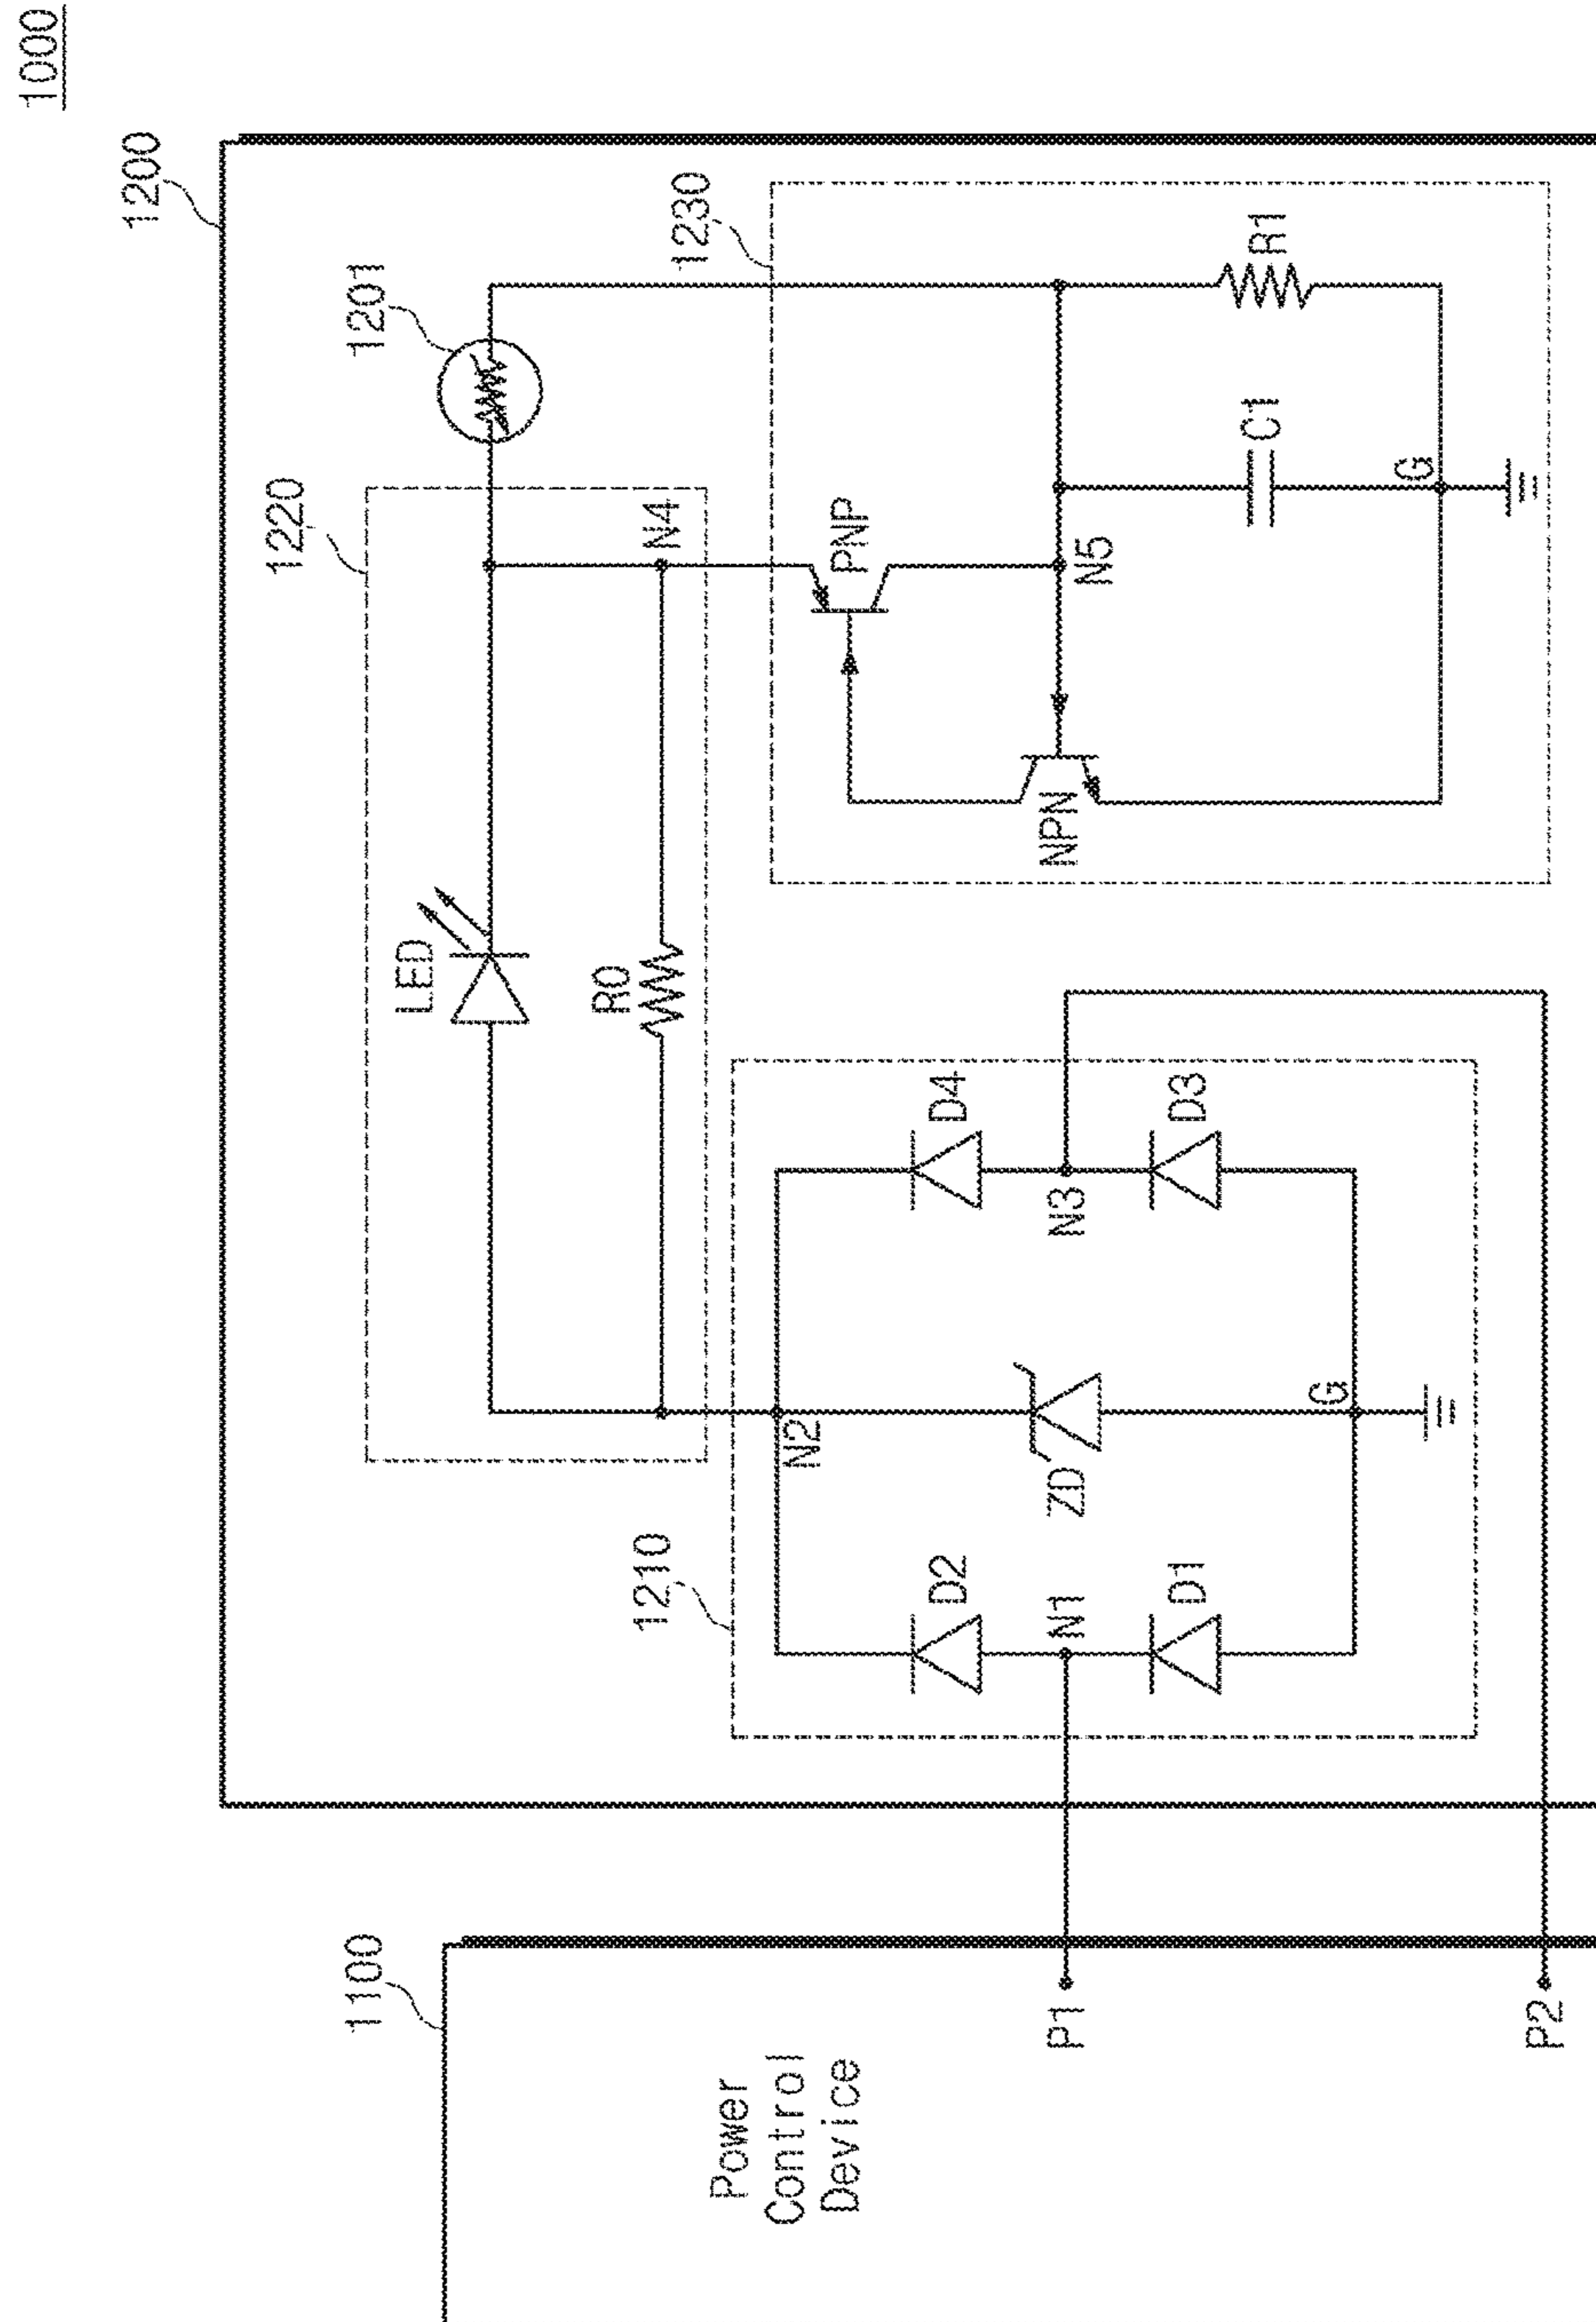 1000
1200
1100
Power
Control
Device
P1
P2
1210
D2
N1
D1
N2
ZD
G
D4
N3
D3
1220
LED
R0
N4
1201
1230
PNP
NPN
N5
C1
G
R1